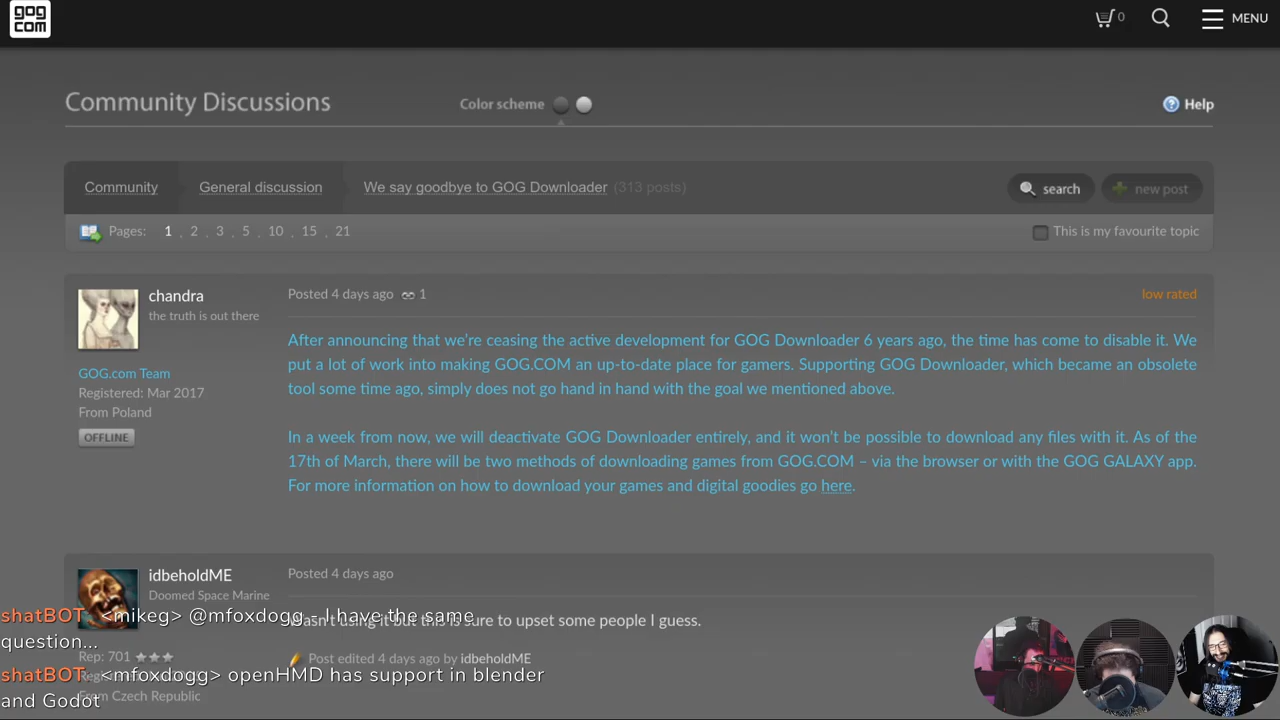 gog
com
0
MENU
Community Discussions
Color scheme
Help
Community
General discussion
We say goodbye to GOG Downloader (313 posts)
search
new post
Pages: 1 , 2 , 3 , 5 , 10 , 15 , 21
This is my favourite topic
chandra
the truth is out there
GOG.com Team
Registered: Mar 2017
From Poland
OFFLINE
Posted 4 days ago 1
low rated
After announcing that we're ceasing the active development for GOG Downloader 6 years ago, the time has come to disable it. We
put a lot of work into making GOG.COM an up-to-date place for gamers. Supporting GOG Downloader, which became an obsolete
tool some time ago, simply does not go hand in hand with the goal we mentioned above.
In a week from now, we will deactivate GOG Downloader entirely, and it won't be possible to download any files with it. As of the
17th of March, there will be two methods of downloading games from GOG.COM – via the browser or with the GOG GALAXY app.
For more information on how to download your games and digital goodies go here.
idbeholdME
Doomed Space Marine
Posted 4 days ago
Wasn't using it but this is sure to upset some people I guess.
Post edited 4 days ago by idbeholdME
Rep: 701
From Czech Republic
shatBOT <mikeg> @mfoxdogg - I have the same
question...
shatBOT <mfoxdogg> openHMD has support in blender
and Godot